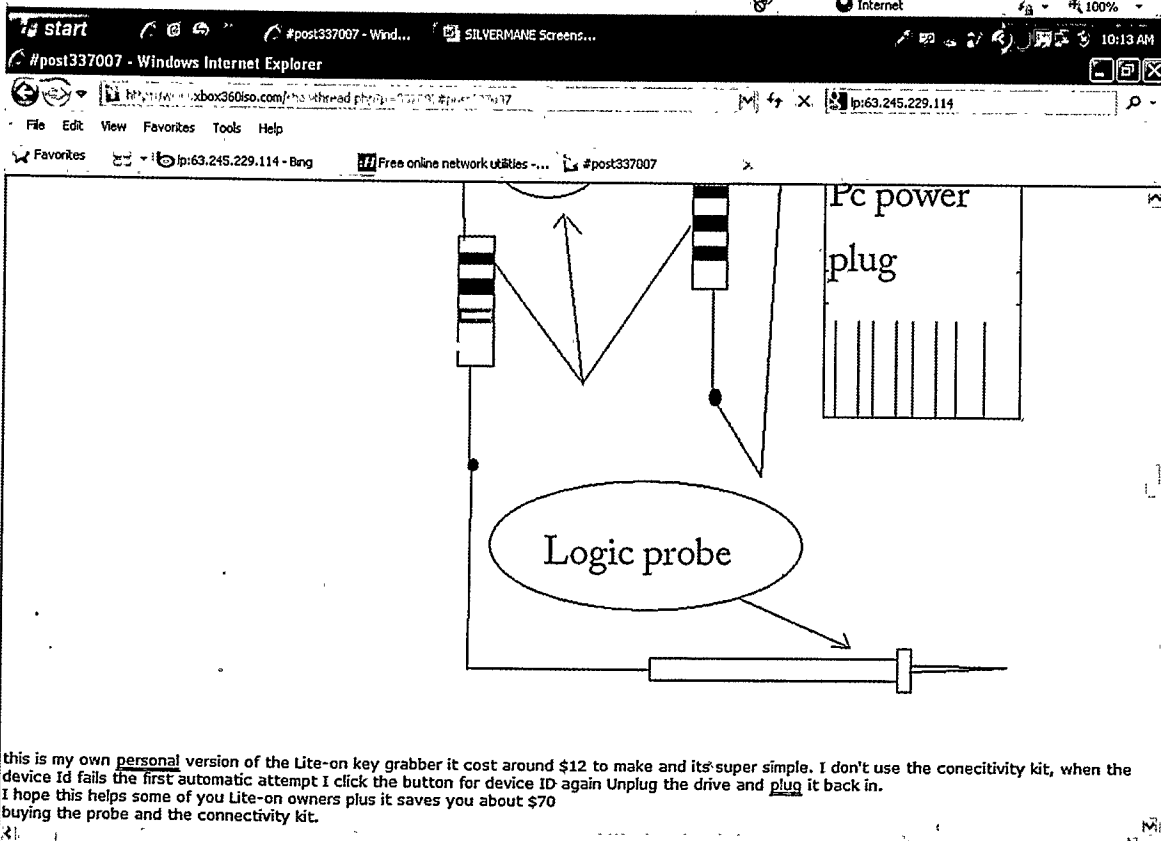 Internet
100%
start
#post337007 - Wind...
SILVERMANE Screens...
10:13 AM
#post337007 - Windows Internet Explorer
xbox360iso.com/
Ip:63.245.229.114
File Edit View Favorites Tools Help
Favorites
Ip:63.245.229.114 - Bing
Free online network utilities -...
#post337007
Pc power
plug
Logic probe
this is my own personal version of the Lite-on key grabber it cost around $12 to make and its super simple. I don't use the conecitivity kit, when the
device Id fails the first automatic attempt I click the button for device ID again Unplug the drive and plug it back in.
I hope this helps some of you Lite-on owners plus it saves you about $70
buying the probe and the connectivity kit.